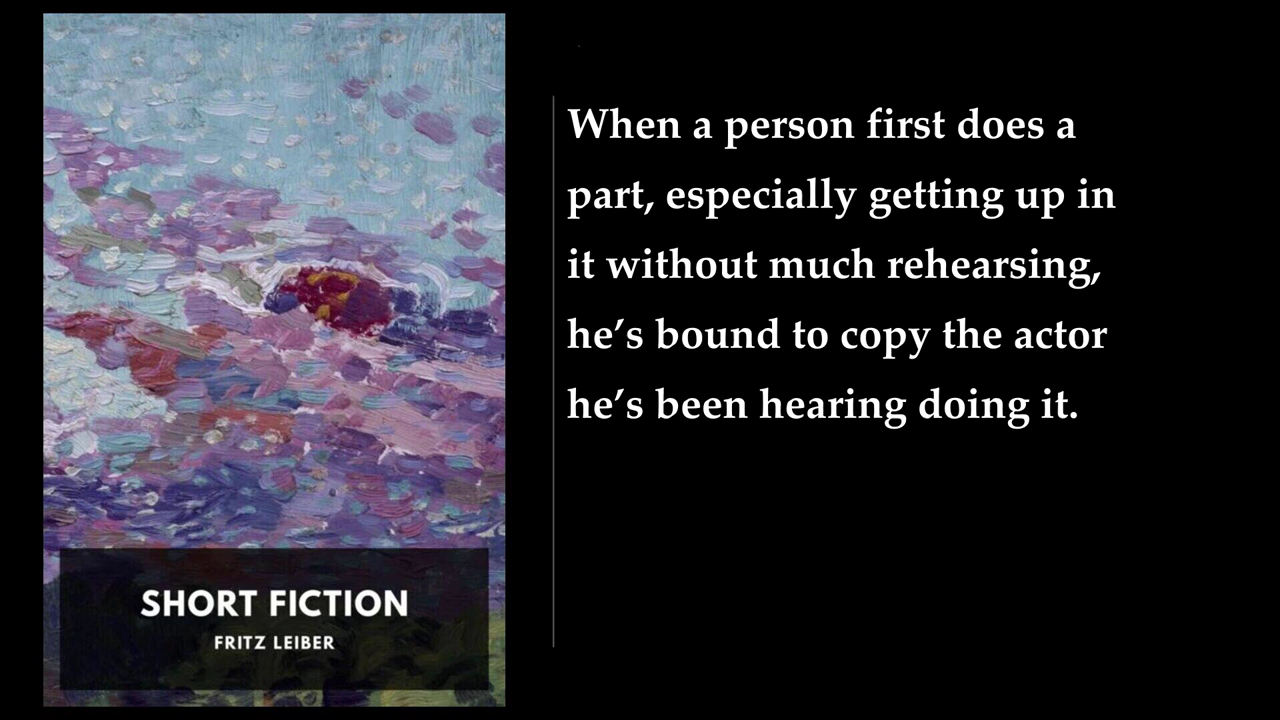 When a person first does a
part, especially getting up in
it without much rehearsing,
he’s bound to copy the actor
he’s been hearing doing it.
SHORT FICTION
FRITZ LEIBER